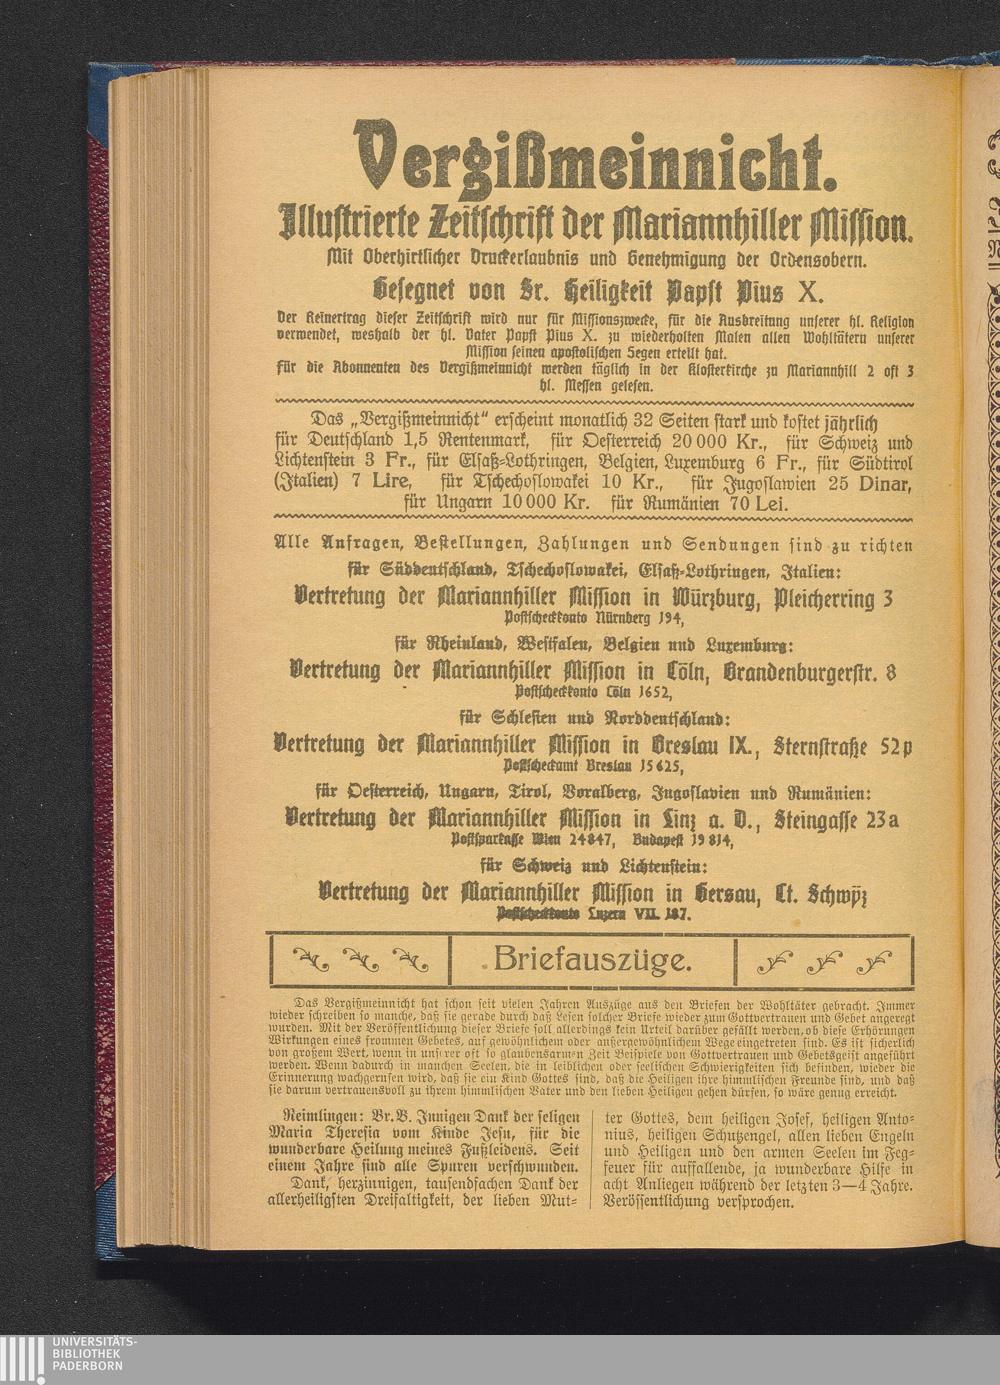 Vergißmeinnicht.
Illustrierte Zeitschrift der Mariannhiller Mission.
Mit Oberhirtlicher Druckerlaubnis und Genehmigung der Ordensobern.
Gesegnet von Sr. Heiligkeit Papst Pius X.
Der Reinertrag dieser Zeitschrift wird nur für Missionszwecke, für die Ausbreitung unserer hl. Religion
verwendet, weshalb der hl. Vater Papst Pius X. zu wiederholten Malen allen Wohltätern unserer
Mission seinen apostolischen Segen erteilt hat.
Für die Abonnenten des Vergißmeinnicht werden täglich in der Klosterkirche zu Mariannhill 2 oft 3
hl. Messen gelesen.
Das „Vergißmeinnicht" erscheint monatlich 32 Seiten stark und kostet jährlich
für Deutschland 1,5 Rentenmark, für Oesterreich 20 000 Kr., für Schweiz und
Lichtenstein 3 Fr., für Elsaß-Lothringen, Belgien, Luxemburg 6 Fr., für Südtirol
(Italien) 7 Lire, für Tschechoslowakei 10 Kr., für Jugoslawien 25 Dinar,
für Ungarn 10 000 Kr. für Rumänien 70 Lei.
Alle Anfragen, Bestellungen, Zahlungen und Sendungen sind zu richten
für Süddeutschland, Tschechoslowakei, Elsaß-Lothringen, Italien:
Vertretung der Mariannhiller Mission in Würzburg, Pleicherring 3
Postscheckkonto Nürnberg 194,
für Rheinland, Westfalen, Belgien und Luxemburg:
Vertretung der Mariannhiller Mission in Cöln, Brandenburgerstr. 8
Postscheckkonto Cöln 1652,
für Schlesien und Norddeutschland:
Vertretung der Mariannhiller Mission in Breslau IX., Sternstraße 52p
Postscheckamt Breslau 15625,
für Oesterreich, Ungarn, Tirol, Voralberg, Jugoslavien und Rumänien:
Vertretung der Mariannhiller Mission in Linz a. D., Steingasse 23a
Postsparkasse Wien 24847, Budapest 19814,
für Schweiz und Lichtenstein:
Vertretung der Mariannhiller Mission in Gersau, Ct. Schwyz
Postscheckkonto Luzern VII. 187.
Briefauszüge.
Das Vergißmeinnicht hat schon seit vielen Jahren Auszüge aus den Briefen der Wohltäter gebracht. Immer
wieder schreiben so manche, daß sie gerade durch daß Lesen solcher Briefe wieder zum Gottvertrauen und Gebet angeregt
wurden. Mit der Veröffentlichung dieser Briefe soll allerdings kein Urteil darüber gefällt werden, ob diese Erhörungen
Wirkungen eines frommen Gebetes, auf gewöhnlichem oder außergewöhnlichem Wege eingetreten sind. Es ist sicherlich
von großem Wert, wenn in unserer oft so glaubensarmen Zeit Beispiele von Gottvertrauen und Gebetsgeist angeführt
werden. Wenn dadurch in manchen Seelen, die in leiblichen oder seelischen Schwierigkeiten sich befinden, wieder die
Erinnerung wachgerufen wird, daß sie ein Kind Gottes sind, daß die Heiligen ihre himmlischen Freunde sind, und daß
sie darum vertrauensvoll zu ihrem himmlischen Vater und den lieben Heiligen gehen dürfen, so wäre genug erreicht.
Reimlingen: Br. B. Innigen Dank der seligen
Maria Theresia vom Kinde Jesu, für die
wunderbare Heilung meines Fußleidens. Seit
einem Jahre sind alle Spuren verschwunden.
Dank, herzinnigen, tausendfachen Dank der
allerheiligsten Dreifaltigkeit, der lieben Mut-
ter Gottes, dem heiligen Josef, heiligen Anto-
nius, heiligen Schutzengel, allen lieben Engeln
und Heiligen und den armen Seelen im Feg-
feuer für auffallende, ja wunderbare Hilfe in
acht Anliegen während der letzten 3—4 Jahre.
Veröffentlichung versprochen.
UNIVERSITÄTS-
BIBLIOTHEK
PADERBORN